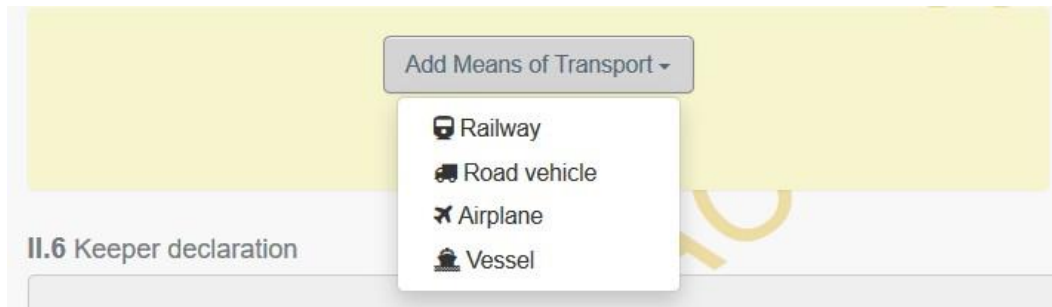 Add Means of Transport
Railway
Road vehicle
Airplane
II.6 Keeper declaration
Vessel